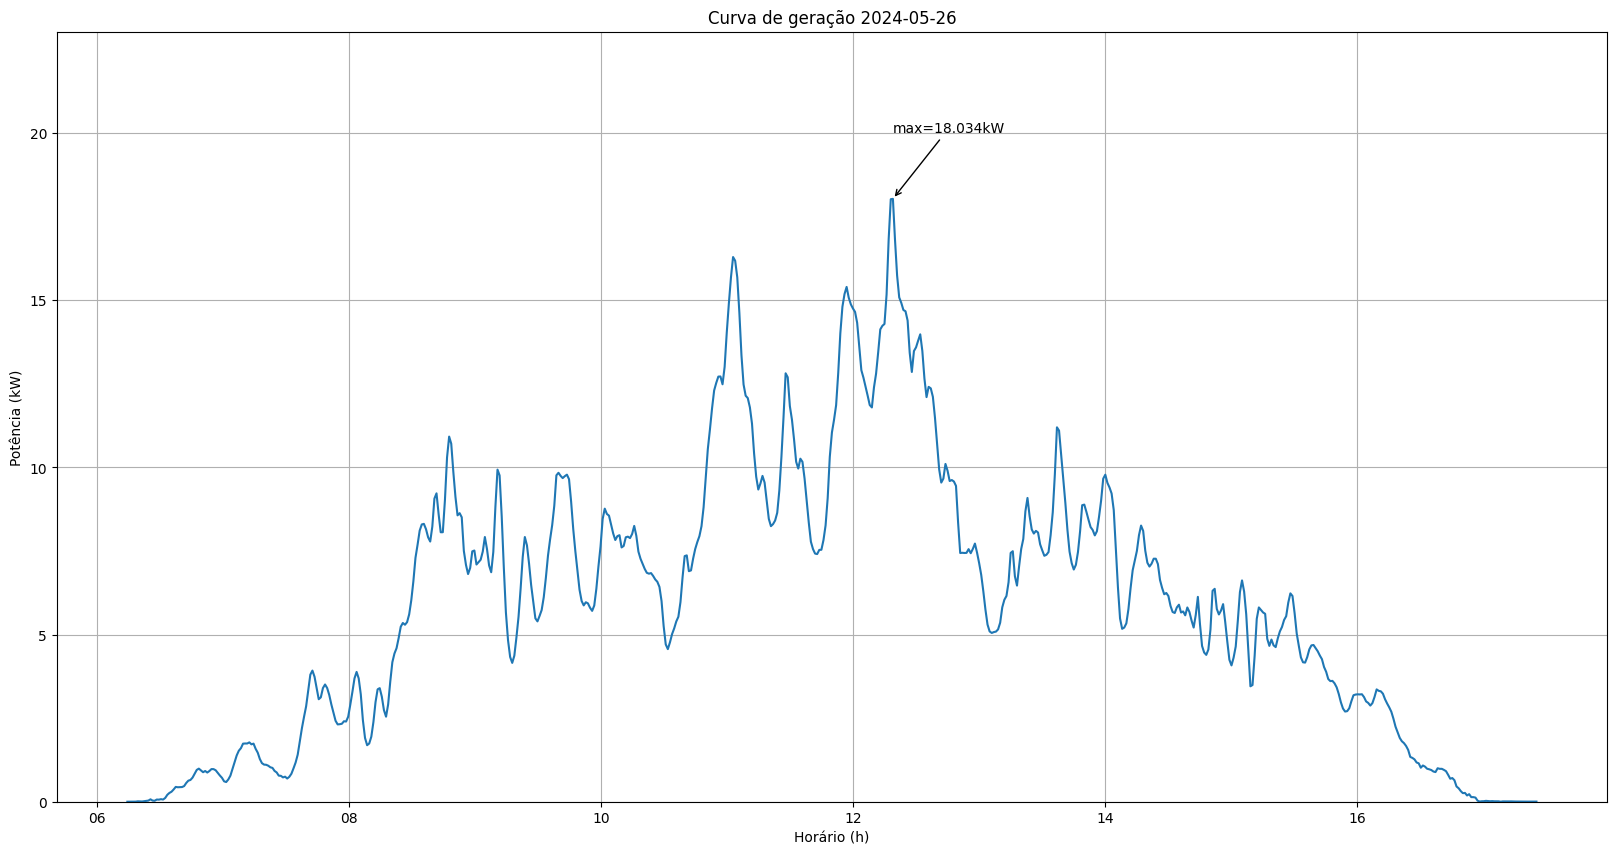 Curva de geração 2024-05-26
max=18.034kW
Potência (kW)
20
15
10
5
0
06 08 10 12 14 16
Horário (h)